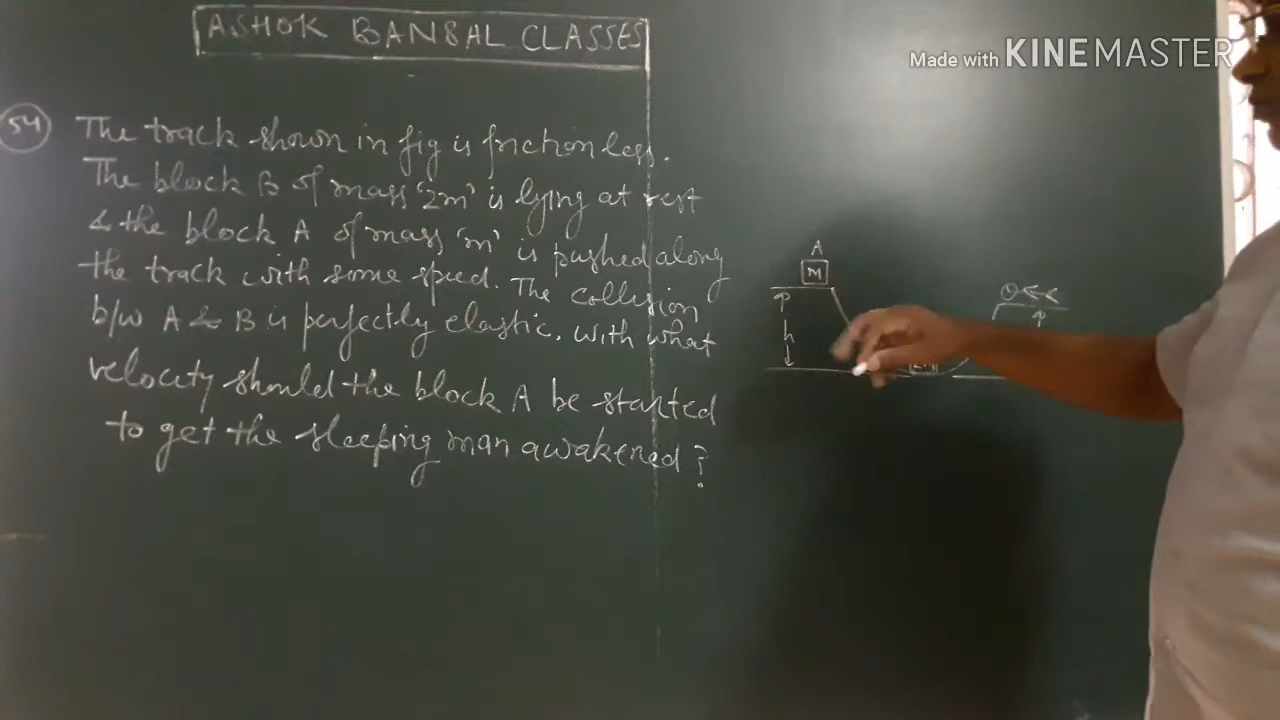 ASHOK BANSAL CLASSES
Made with KINEMASTER
54
The track shown in fig is frictionless.
The block B of mass '2m' is lying at rest
& the block A of mass 'm' is pushed along
the track with some speed. The collision
b/w A & B is perfectly elastic. With what
velocity should the block A be started
to get the sleeping man awakened?
A
m
h